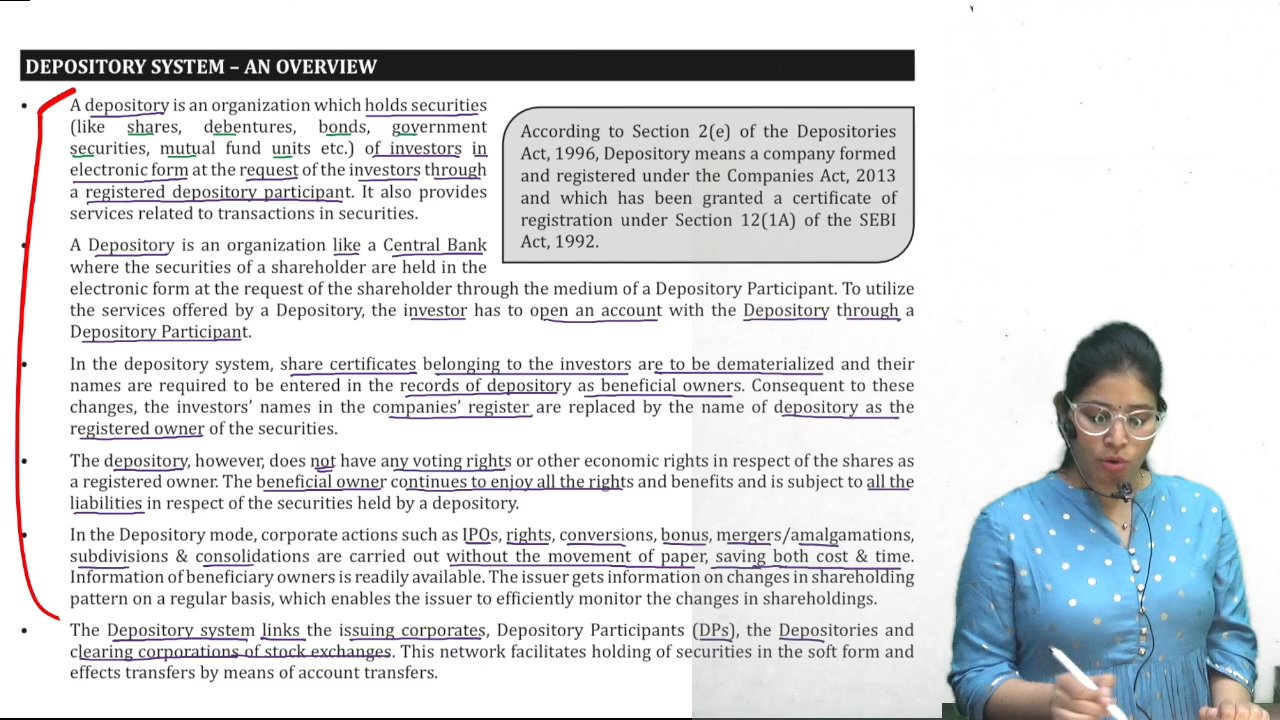 DEPOSITORY SYSTEM – AN OVERVIEW
• A depository is an organization which holds securities
(like shares, debentures, bonds, government
securities, mutual fund units etc.) of investors in
electronic form at the request of the investors through
a registered depository participant. It also provides
services related to transactions in securities.
According to Section 2(e) of the Depositories
Act, 1996, Depository means a company formed
and registered under the Companies Act, 2013
and which has been granted a certificate of
registration under Section 12(1A) of the SEBI
Act, 1992.
• A Depository is an organization like a Central Bank
where the securities of a shareholder are held in the
electronic form at the request of the shareholder through the medium of a Depository Participant. To utilize
the services offered by a Depository, the investor has to open an account with the Depository through a
Depository Participant.
• In the depository system, share certificates belonging to the investors are to be dematerialized and their
names are required to be entered in the records of depository as beneficial owners. Consequent to these
changes, the investors’ names in the companies’ register are replaced by the name of depository as the
registered owner of the securities.
• The depository, however, does not have any voting rights or other economic rights in respect of the shares as
a registered owner. The beneficial owner continues to enjoy all the rights and benefits and is subject to all the
liabilities in respect of the securities held by a depository.
• In the Depository mode, corporate actions such as IPOs, rights, conversions, bonus, mergers/amalgamations,
subdivisions & consolidations are carried out without the movement of paper, saving both cost & time.
Information of beneficiary owners is readily available. The issuer gets information on changes in shareholding
pattern on a regular basis, which enables the issuer to efficiently monitor the changes in shareholdings.
• The Depository system links the issuing corporates, Depository Participants (DPs), the Depositories and
clearing corporations of stock exchanges. This network facilitates holding of securities in the soft form and
effects transfers by means of account transfers.